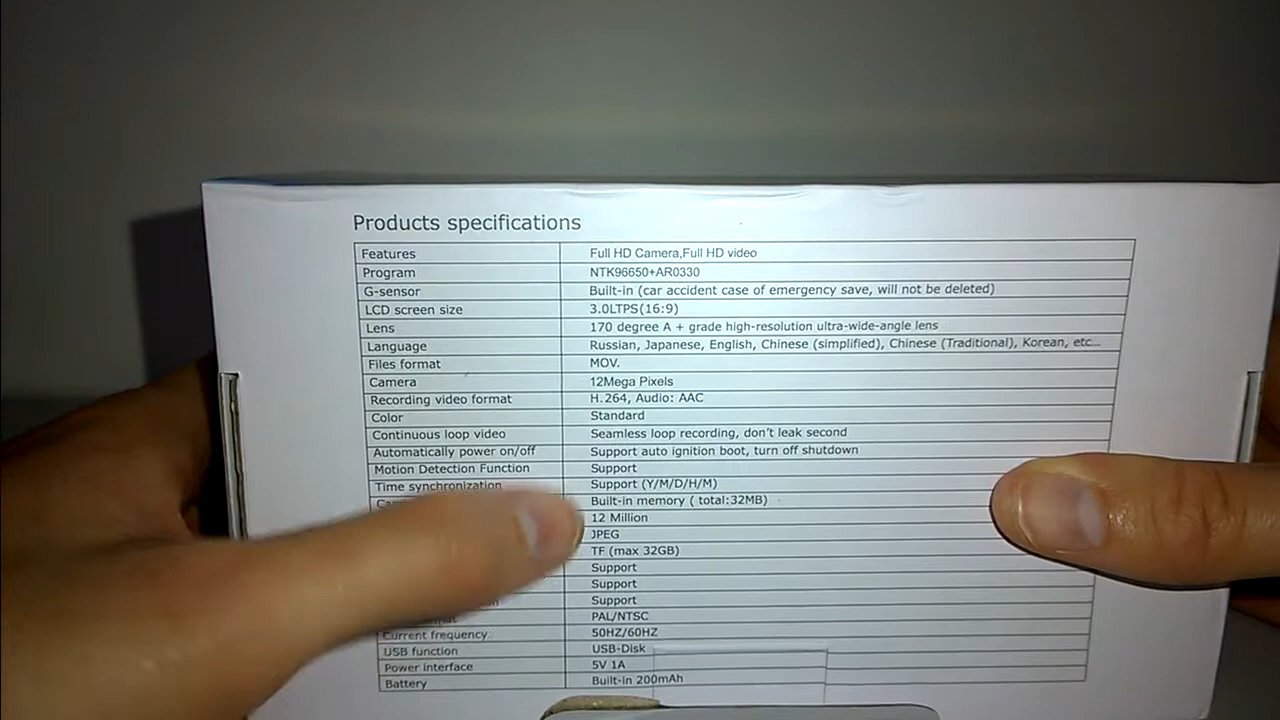 Products specifications
Features Full HD Camera,Full HD video
Program NTK96650+AR0330
G-sensor Built-in (car accident case of emergency save, will not be deleted)
LCD screen size 3.0LTPS(16:9)
Lens 170 degree A + grade high-resolution ultra-wide-angle lens
Language Russian, Japanese, English, Chinese (simplified), Chinese (Traditional), Korean, etc...
Files format MOV.
Camera 12Mega Pixels
Recording video format H.264, Audio: AAC
Color Standard
Continuous loop video Seamless loop recording, don't leak second
Automatically power on/off Support auto ignition boot, turn off shutdown
Motion Detection Function Support
Time synchronization Support (Y/M/D/H/M)
Built-in memory ( total:32MB)
12 Million
JPEG
TF (max 32GB)
Support
Support
Support
PAL/NTSC
Current frequency 50HZ/60HZ
USB function USB-Disk
Power interface 5V 1A
Battery Built-in 200mAh